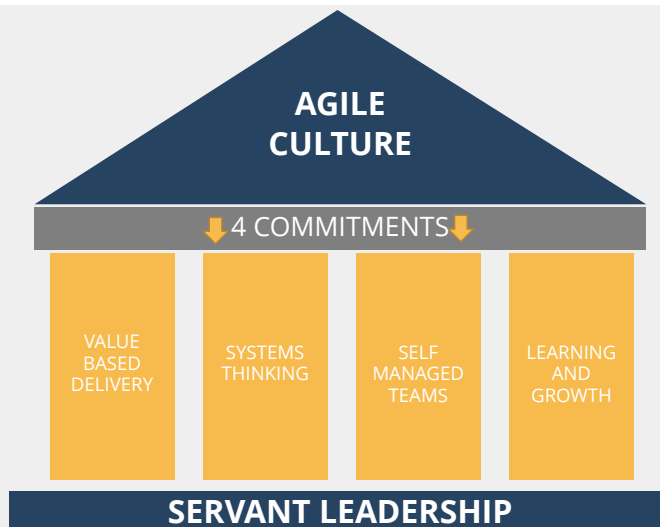 AGILE
CULTURE
4 COMMITMENTS
VALUE
BASED
DELIVERY
SYSTEMS
THINKING
SELF
MANAGED
TEAMS
LEARNING
AND
GROWTH
SERVANT LEADERSHIP